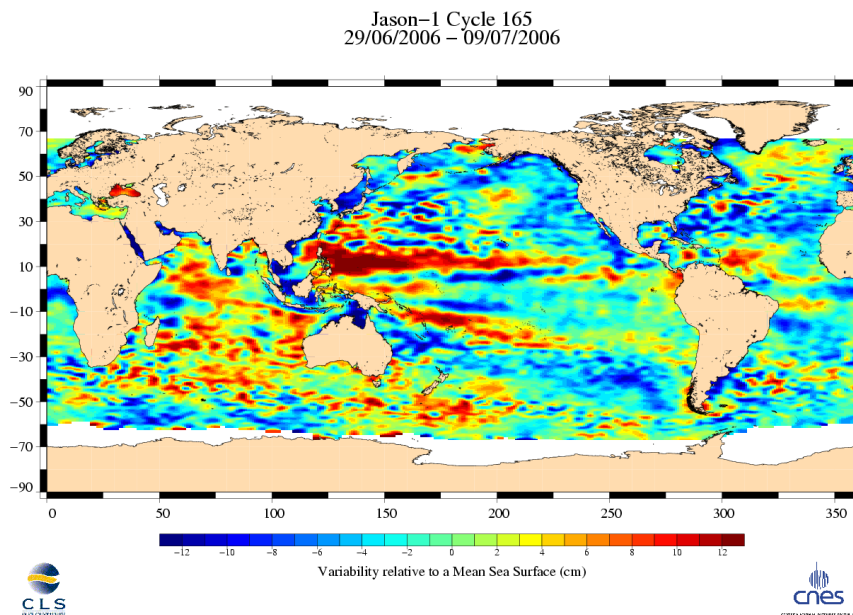 Jason−1 Cycle 165
29/06/2006 − 09/07/2006
90
70
50
30
10
−10
−30
−50
−70
−90
0 50 100 150 200 250 300 350
−12 −10 −8 −6 −4 −2 0 2 4 6 8 10 12
Variability relative to a Mean Sea Surface (cm)
CLS
cnes